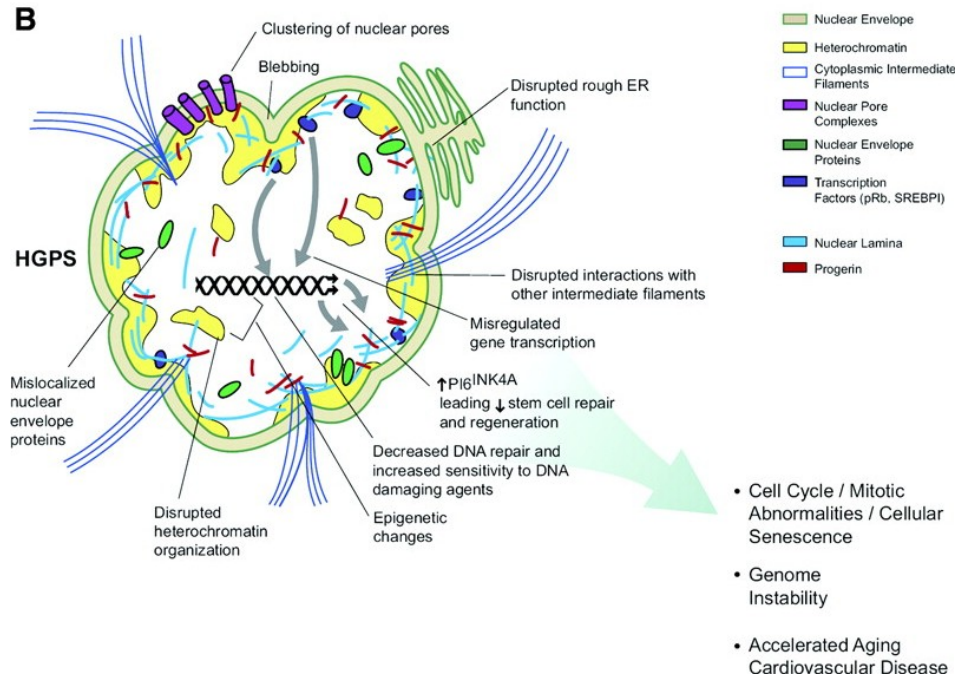 B
Clustering of nuclear pores
Blebbing
Disrupted rough ER
function
HGPS
Disrupted interactions with
other intermediate filaments
Misregulated
gene transcription
↑PI6INK4A
leading ↓ stem cell repair
and regeneration
Mislocalized
nuclear
envelope
proteins
Decreased DNA repair and
increased sensitivity to DNA
damaging agents
Disrupted
heterochromatin
organization
Epigenetic
changes
Nuclear Envelope
Heterochromatin
Cytoplasmic Intermediate
Filaments
Nuclear Pore
Complexes
Nuclear Envelope
Proteins
Transcription
Factors (pRb, SREBPI)
Nuclear Lamina
Progerin
• Cell Cycle / Mitotic
Abnormalities / Cellular
Senescence
• Genome
Instability
• Accelerated Aging
Cardiovascular Disease